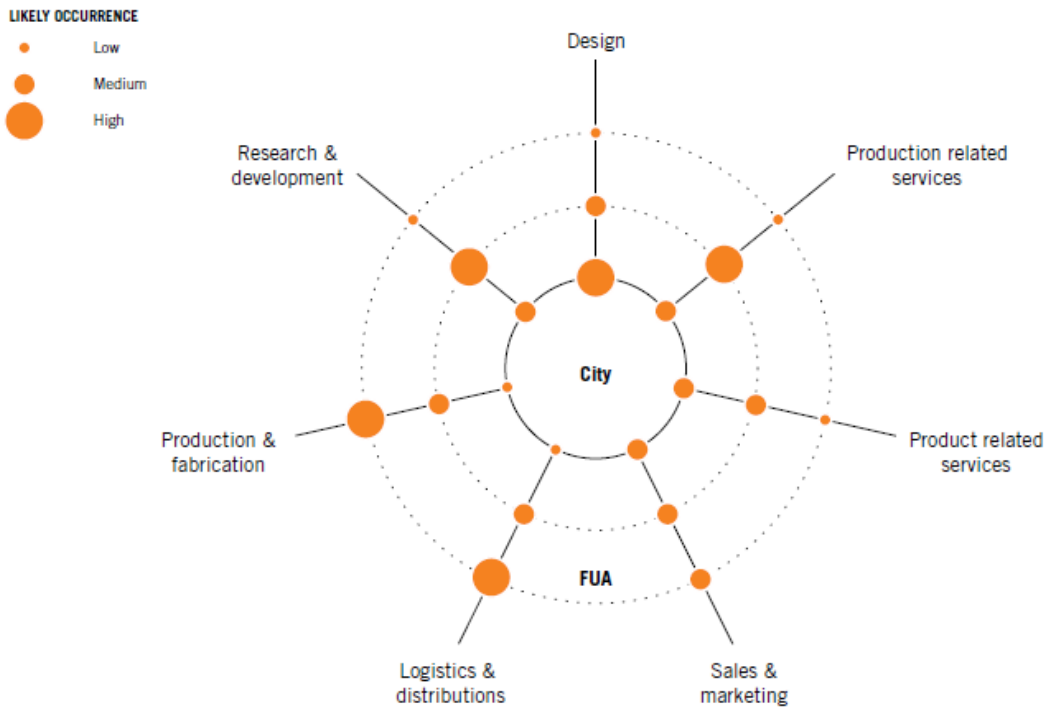 LIKELY OCCURRENCE
Low
Medium
High
Design
Research &
development
Production related
services
City
Production &
fabrication
Product related
services
FUA
Logistics &
distributions
Sales &
marketing